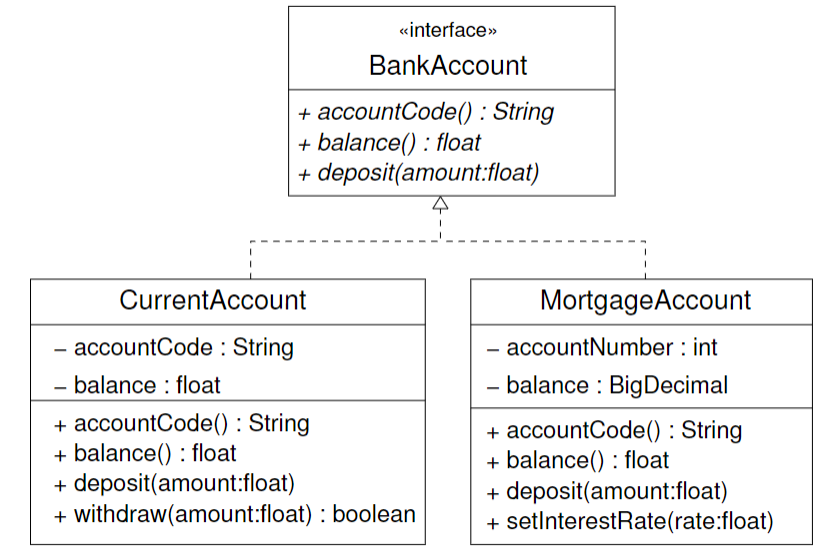 «interface»
BankAccount
+ accountCode() : String
+ balance() : float
+ deposit(amount:float)
CurrentAccount
− accountCode : String
− balance : float
+ accountCode() : String
+ balance() : float
+ deposit(amount:float)
+ withdraw(amount:float) : boolean
MortgageAccount
− accountNumber : int
− balance : BigDecimal
+ accountCode() : String
+ balance() : float
+ deposit(amount:float)
+ setInterestRate(rate:float)